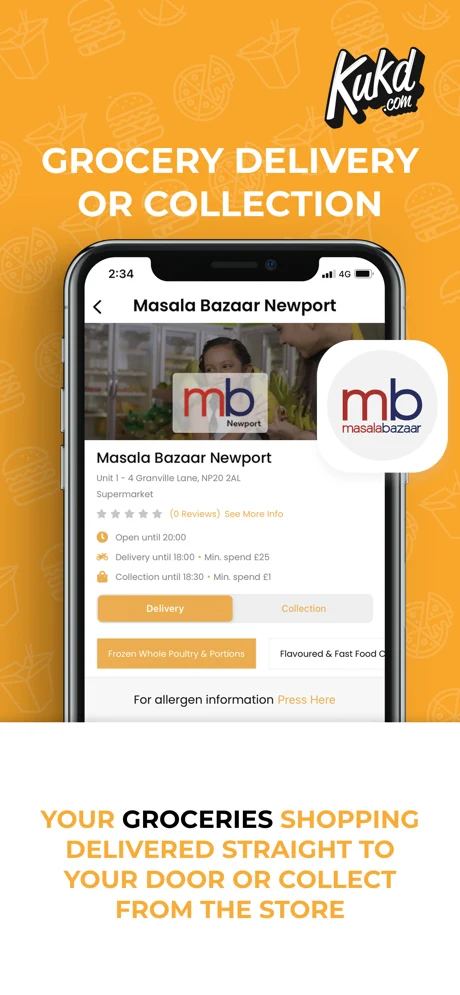 Kukd
.com
GROCERY DELIVERY
OR COLLECTION
2:34
4G
Masala Bazaar Newport
mb
Newport
mb
masalabazaar
Masala Bazaar Newport
Unit 1 - 4 Granville Lane, NP20 2AL
Supermarket
(0 Reviews) See More Info
Open until 20:00
Delivery until 18:00 • Min. spend £25
Collection until 18:30 • Min. spend £1
Delivery
Collection
Frozen Whole Poultry & Portions
Flavoured & Fast Food C
For allergen information Press Here
YOUR GROCERIES SHOPPING
DELIVERED STRAIGHT TO
YOUR DOOR OR COLLECT
FROM THE STORE